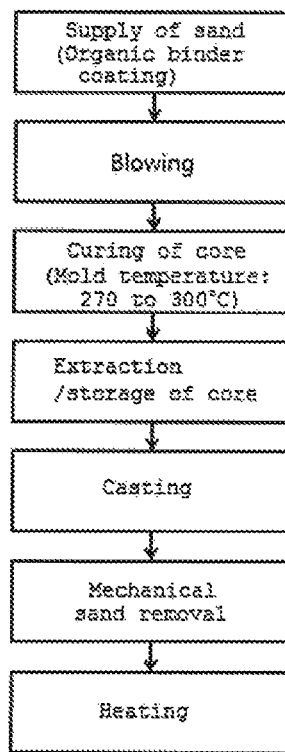 Supply of sand
(Organic binder
coating)
Blowing
Curing of core
(Mold temperature:
270 to 300°C)
Extraction
/storage of core
Casting
Mechanical
sand removal
Heating